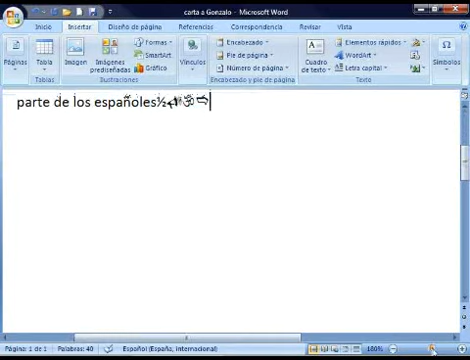 carta a Gonzalo - Microsoft Word
Inicio Insertar Diseño de página Referencias Correspondencia Revisar Vista
Páginas Tabla Imagen Imágenes prediseñadas Formas SmartArt Gráfico Vínculos Encabezado Pie de página Número de página Cuadro de texto Elementos rápidos WordArt Letra capital Símbolos
Tablas Ilustraciones Encabezado y pie de página Texto
parte de los españoles½
Página: 1 de 1 Palabras: 40 Español (España, internacional) 180%